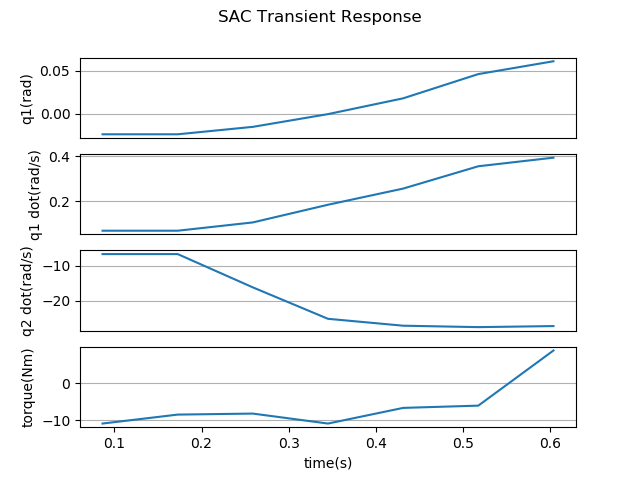 SAC Transient Response
q1(rad)
0.05
0.00
q1 dot(rad/s)
0.4
0.2
q2 dot(rad/s)
−10
−20
torque(Nm)
0
−10
0.1 0.2 0.3 0.4 0.5 0.6
time(s)